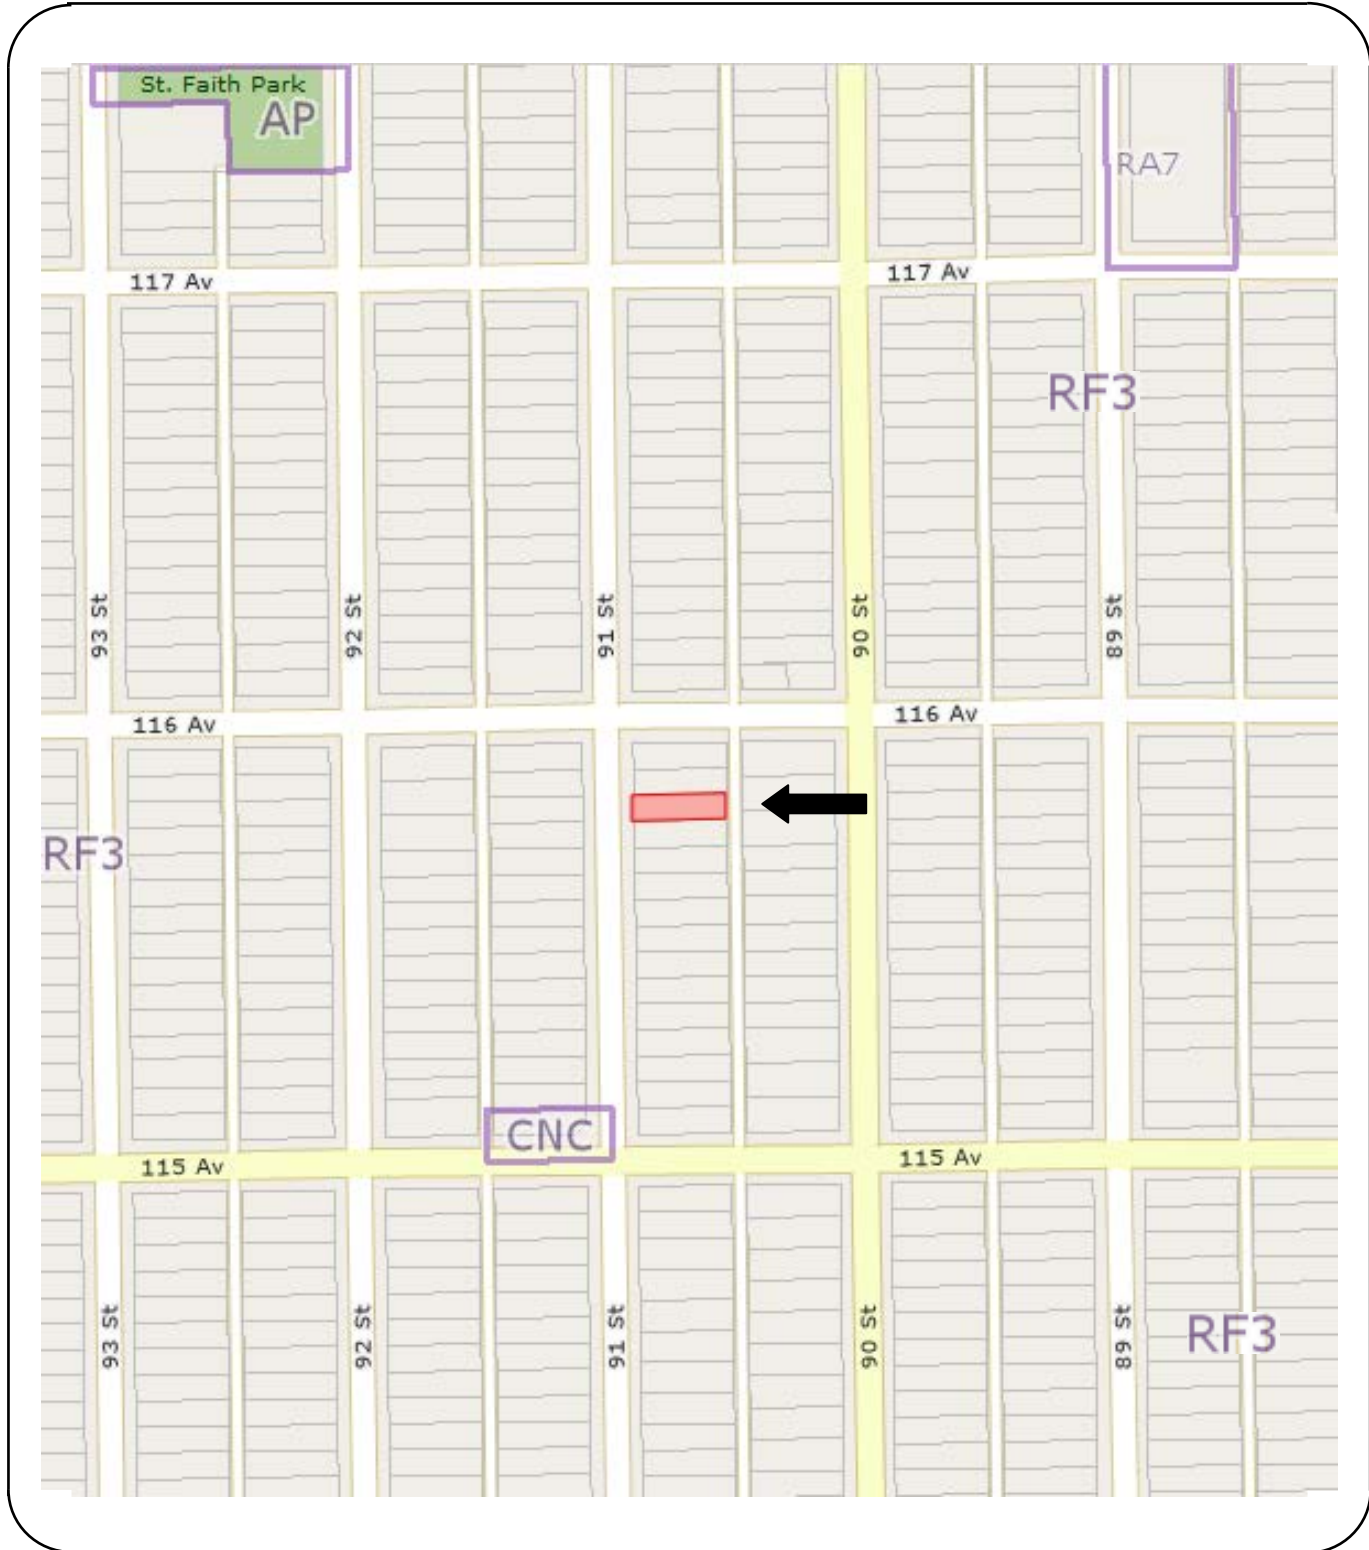 St. Faith Park
AP
RA7
117 Av
117 Av
RF3
93 St
92 St
91 St
90 St
89 St
116 Av
116 Av
RF3
CNC
115 Av
115 Av
93 St
92 St
91 St
90 St
89 St
RF3